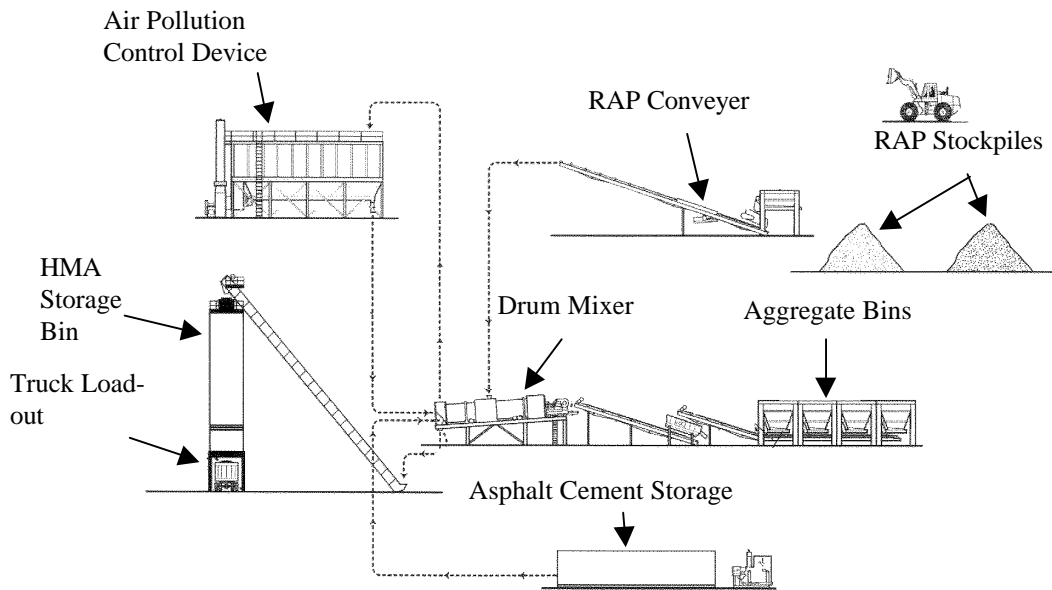 Air Pollution
Control Device
RAP Conveyer
RAP Stockpiles
HMA
Storage
Bin
Drum Mixer
Aggregate Bins
Truck Load-
out
Asphalt Cement Storage